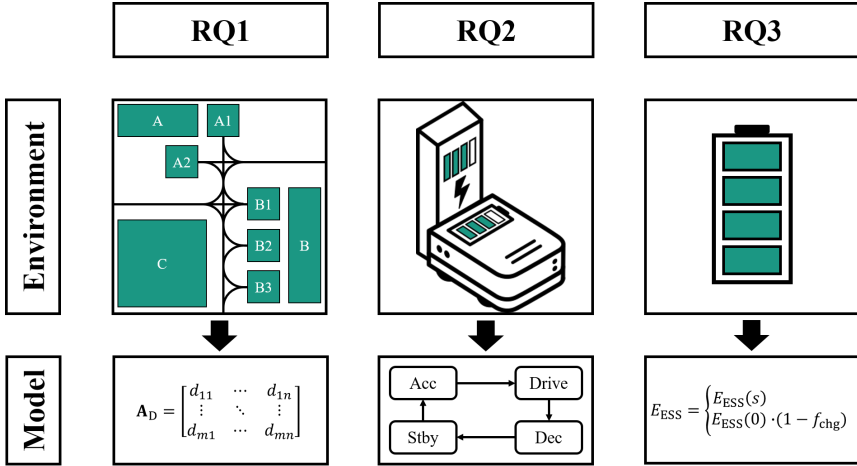 RQ1 RQ2 RQ3
Environment
A A1
A2
B1
B2 B
C
B3
Model
A_D = [d_11 ⋯ d_1n
⋮ ⋱ ⋮
d_m1 ⋯ d_mn]
Acc Drive
Stby Dec
E_ESS = {E_ESS(s)
E_ESS(0) ·(1 − f_chg)